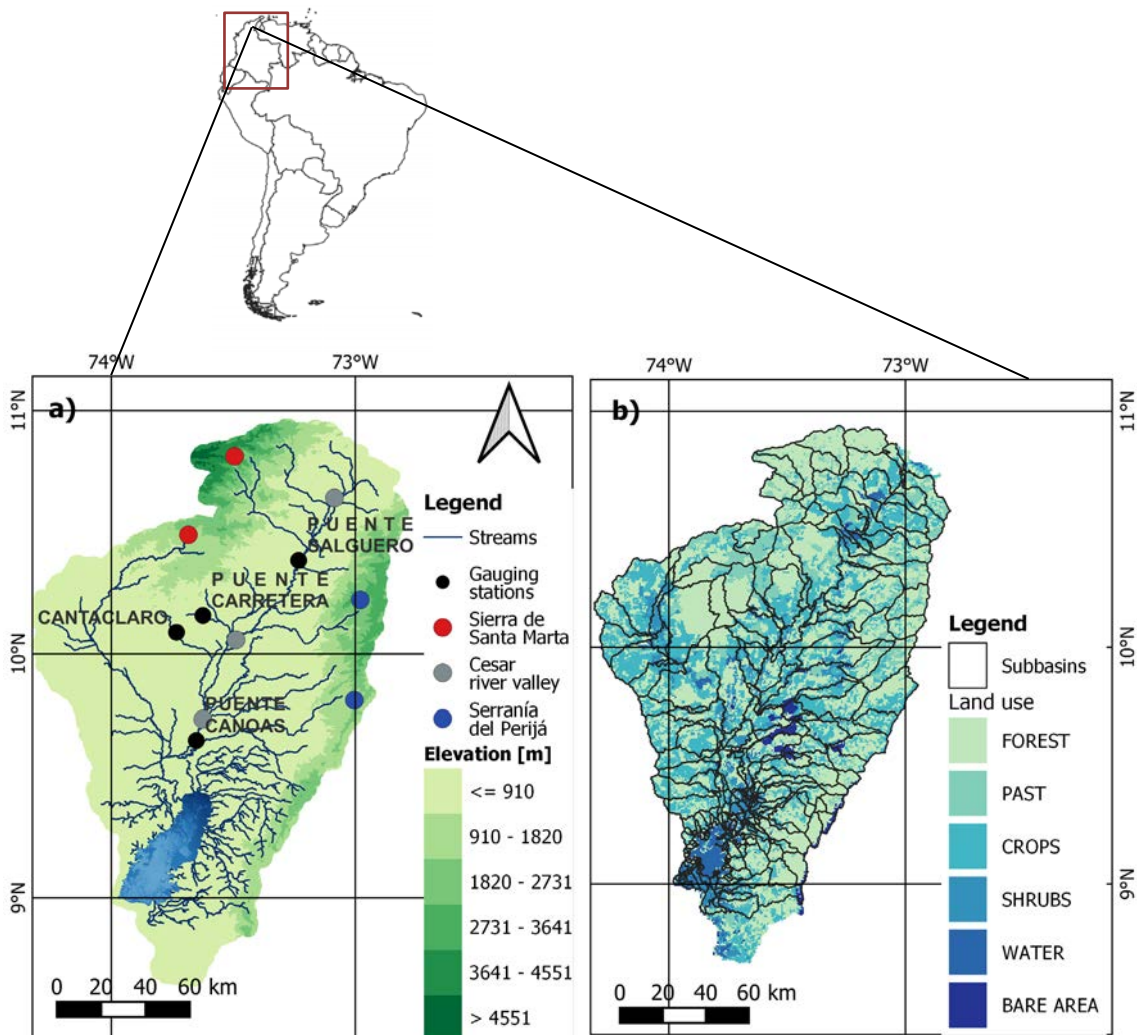 74°W 73°W
11°N
10°N
9°N
a)
PUENTE
SALGUERO
PUENTE
CARRETERA
CANTACLARO
PUENTE
CANOAS
Legend
Streams
Gauging
stations
Sierra de
Santa Marta
Cesar
river valley
Serranía
del Perijá
Elevation [m]
<= 910
910 - 1820
1820 - 2731
2731 - 3641
3641 - 4551
> 4551
0 20 40 60 km
74°W 73°W
b)
11°N
10°N
9°N
Legend
Subbasins
Land use
FOREST
PAST
CROPS
SHRUBS
WATER
BARE AREA
0 20 40 60 km